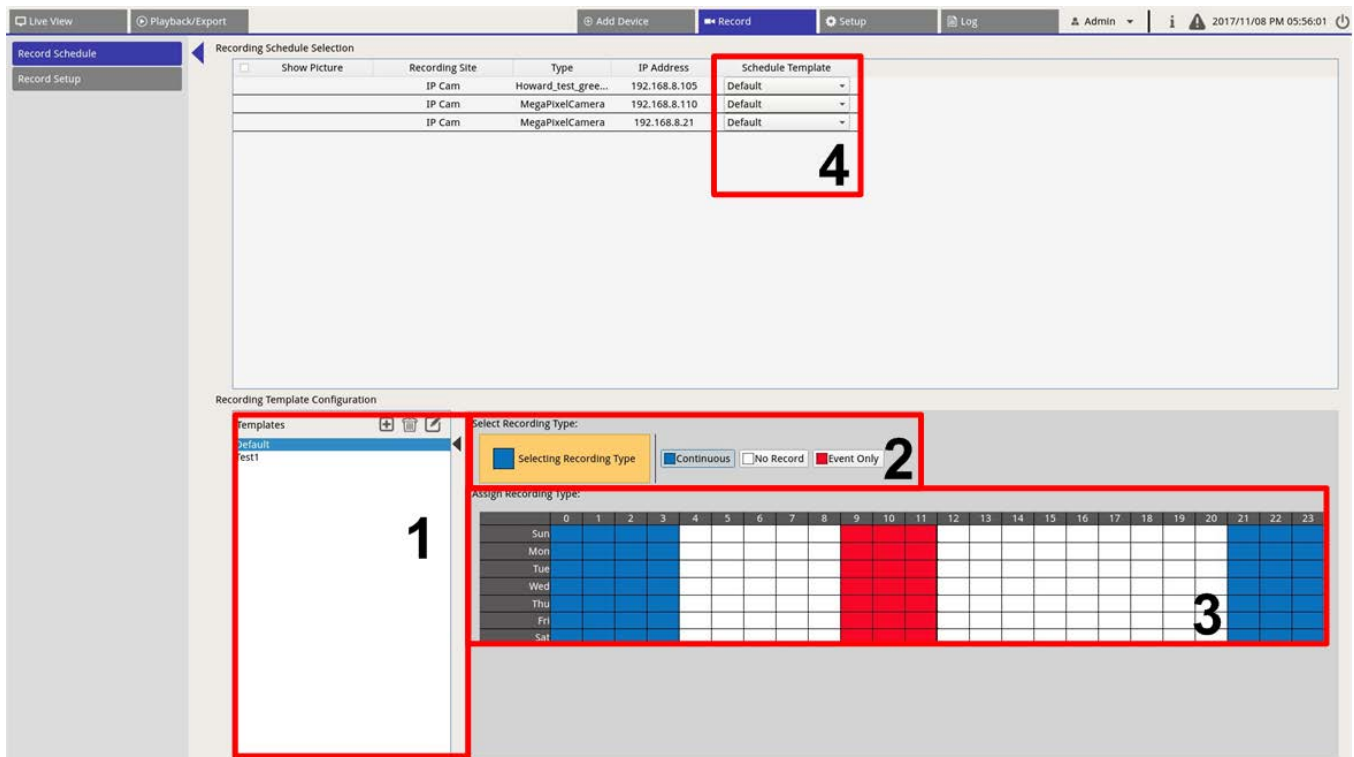 Live View Playback/Export Add Device Record Setup Log Admin i 2017/11/08 PM 05:56:01
Record Schedule
Record Setup
Recording Schedule Selection
Show Picture Recording Site Type IP Address Schedule Template
IP Cam Howard_test_gree... 192.168.8.105 Default
IP Cam MegaPixelCamera 192.168.8.110 Default
IP Cam MegaPixelCamera 192.168.8.21 Default
4
Recording Template Configuration
Templates
Default
Test1
1
Select Recording Type:
Selecting Recording Type Continuous No Record Event Only
2
Assign Recording Type:
0 1 2 3 4 5 6 7 8 9 10 11 12 13 14 15 16 17 18 19 20 21 22 23
Sun
Mon
Tue
Wed
Thu
Fri
Sat
3